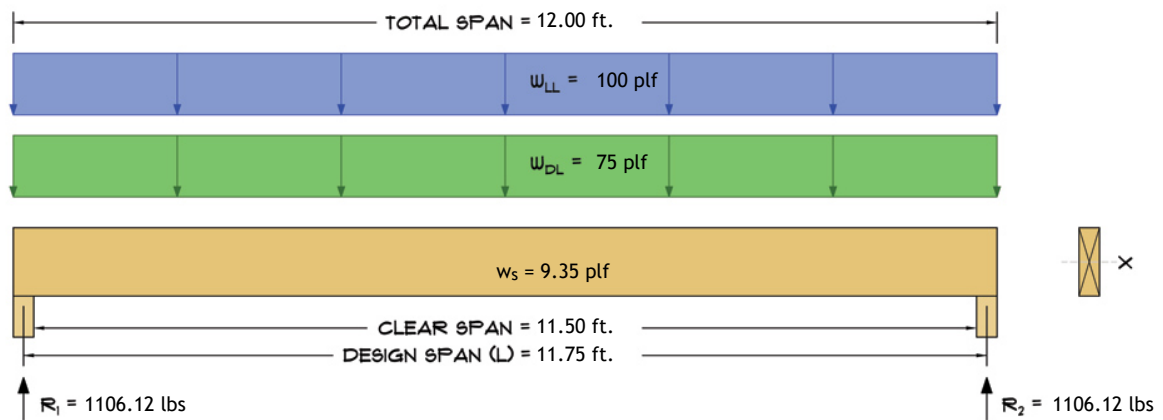 TOTAL SPAN = 12.00 ft.
wLL = 100 plf
wDL = 75 plf
ws = 9.35 plf
X
CLEAR SPAN = 11.50 ft.
DESIGN SPAN (L) = 11.75 ft.
R1 = 1106.12 lbs
R2 = 1106.12 lbs